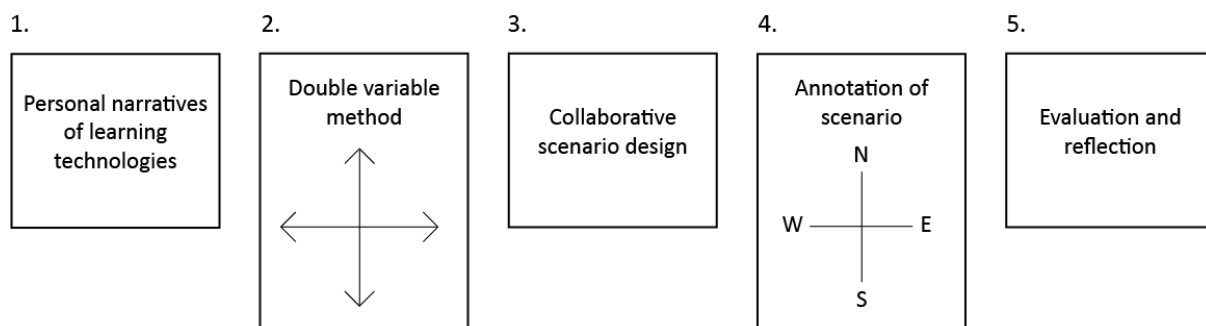 1.
Personal narratives
of learning
technologies
2.
Double variable
method
3.
Collaborative
scenario design
4.
Annotation of
scenario
N
W
E
S
5.
Evaluation and
reflection